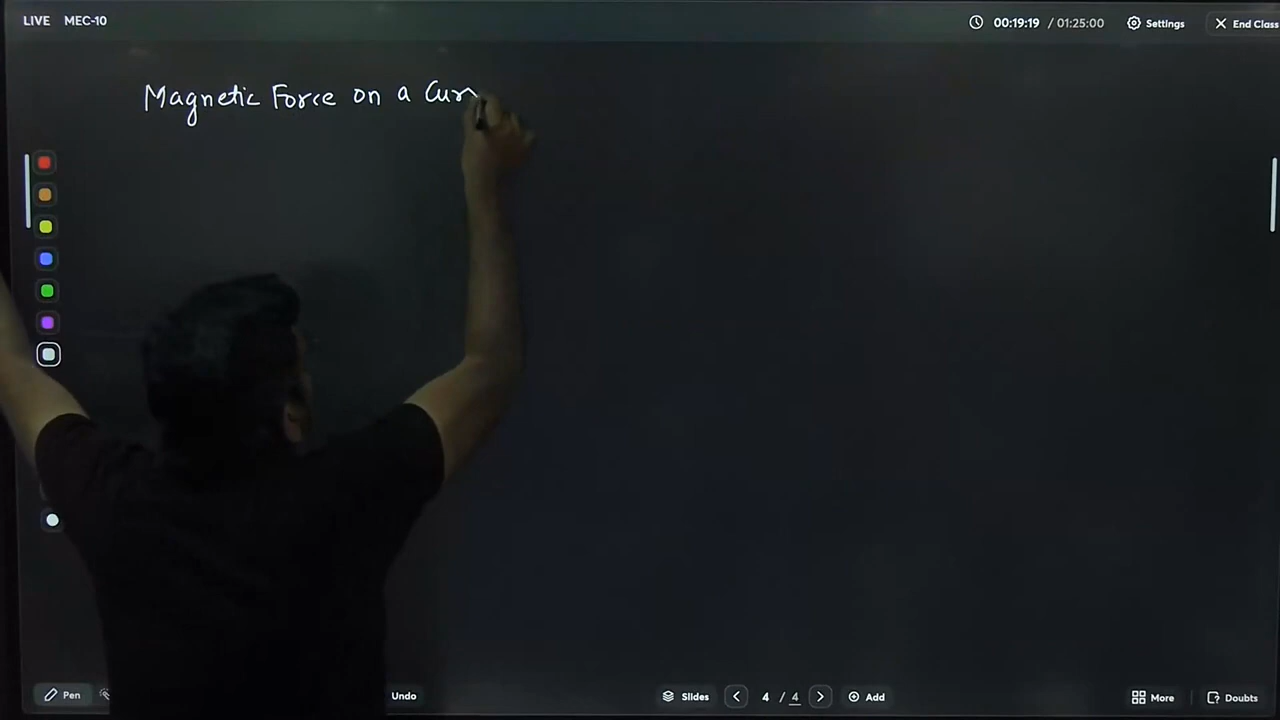 LIVE MEC-10 00:19:19 / 01:25:00 Settings End Class
Magnetic Force on a Curr
Pen Undo Slides 4 / 4 Add More Doubts